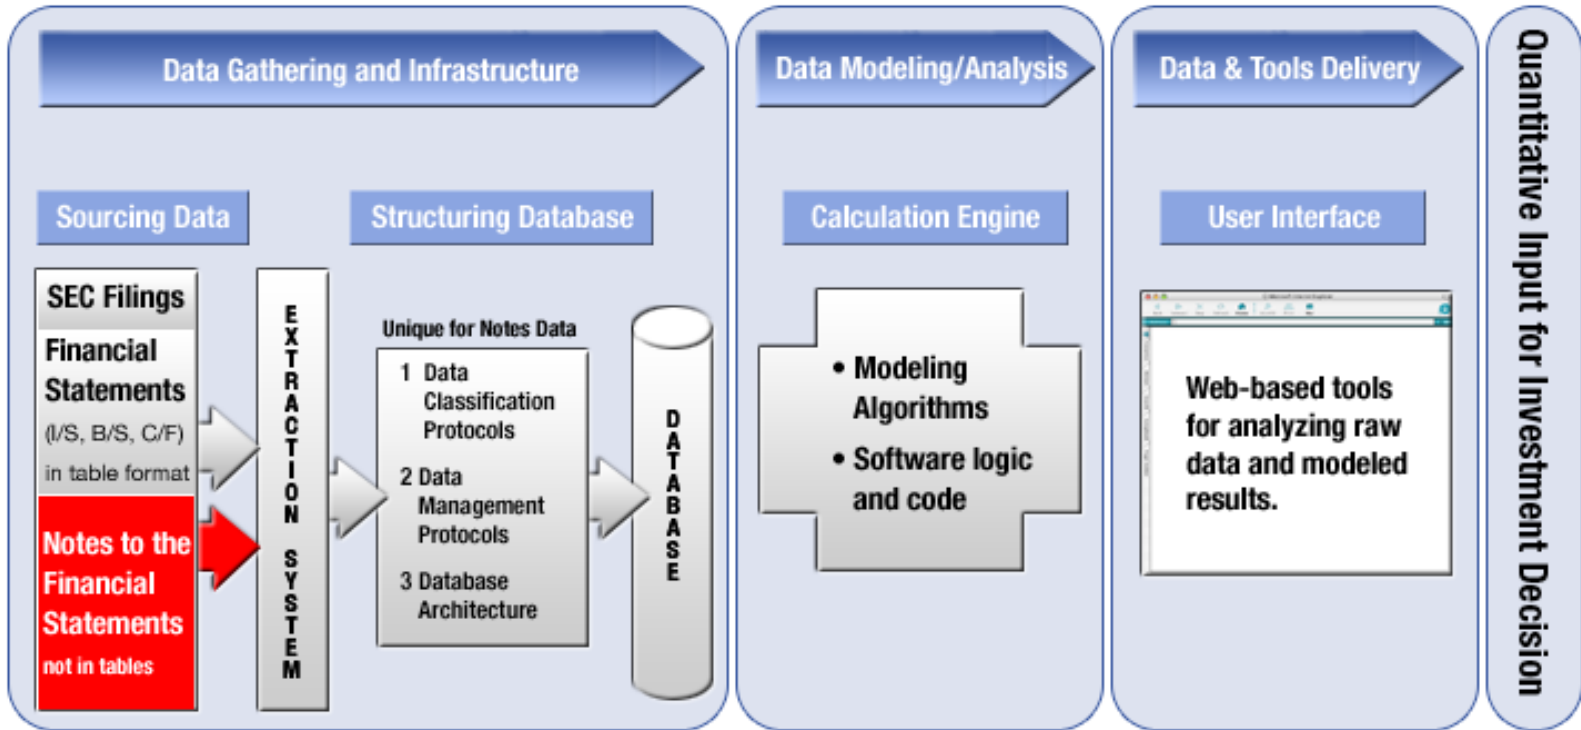 Data Gathering and Infrastructure
Sourcing Data
Structuring Database
SEC Filings
Financial
Statements
(I/S, B/S, C/F)
in table format
Notes to the
Financial
Statements
not in tables
EXTRACTION SYSTEM
Unique for Notes Data
1 Data
Classification
Protocols
2 Data
Management
Protocols
3 Database
Architecture
DATABASE
Data Modeling/Analysis
Calculation Engine
• Modeling
Algorithms
• Software logic
and code
Data & Tools Delivery
User Interface
Web-based tools
for analyzing raw
data and modeled
results.
Quantitative Input for Investment Decision